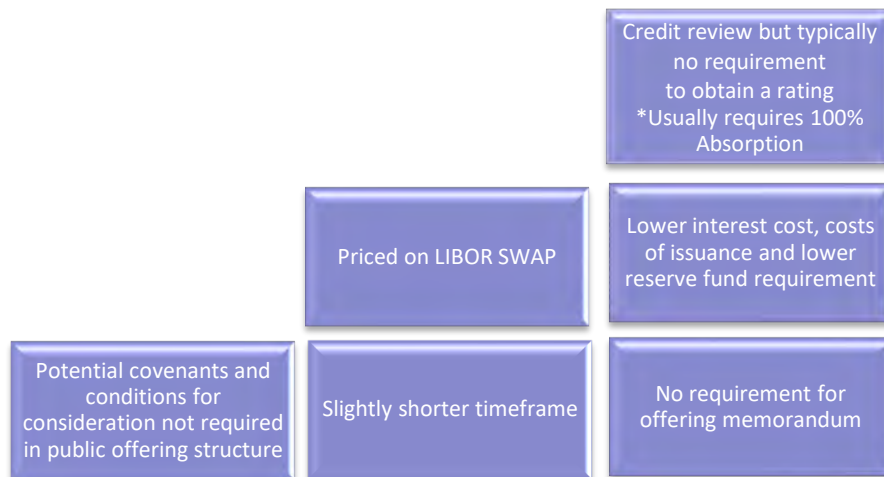 Credit review but typically
no requirement
to obtain a rating
*Usually requires 100%
Absorption
Priced on LIBOR SWAP
Lower interest cost, costs
of issuance and lower
reserve fund requirement
Potential covenants and
conditions for
consideration not required
in public offering structure
Slightly shorter timeframe
No requirement for
offering memorandum